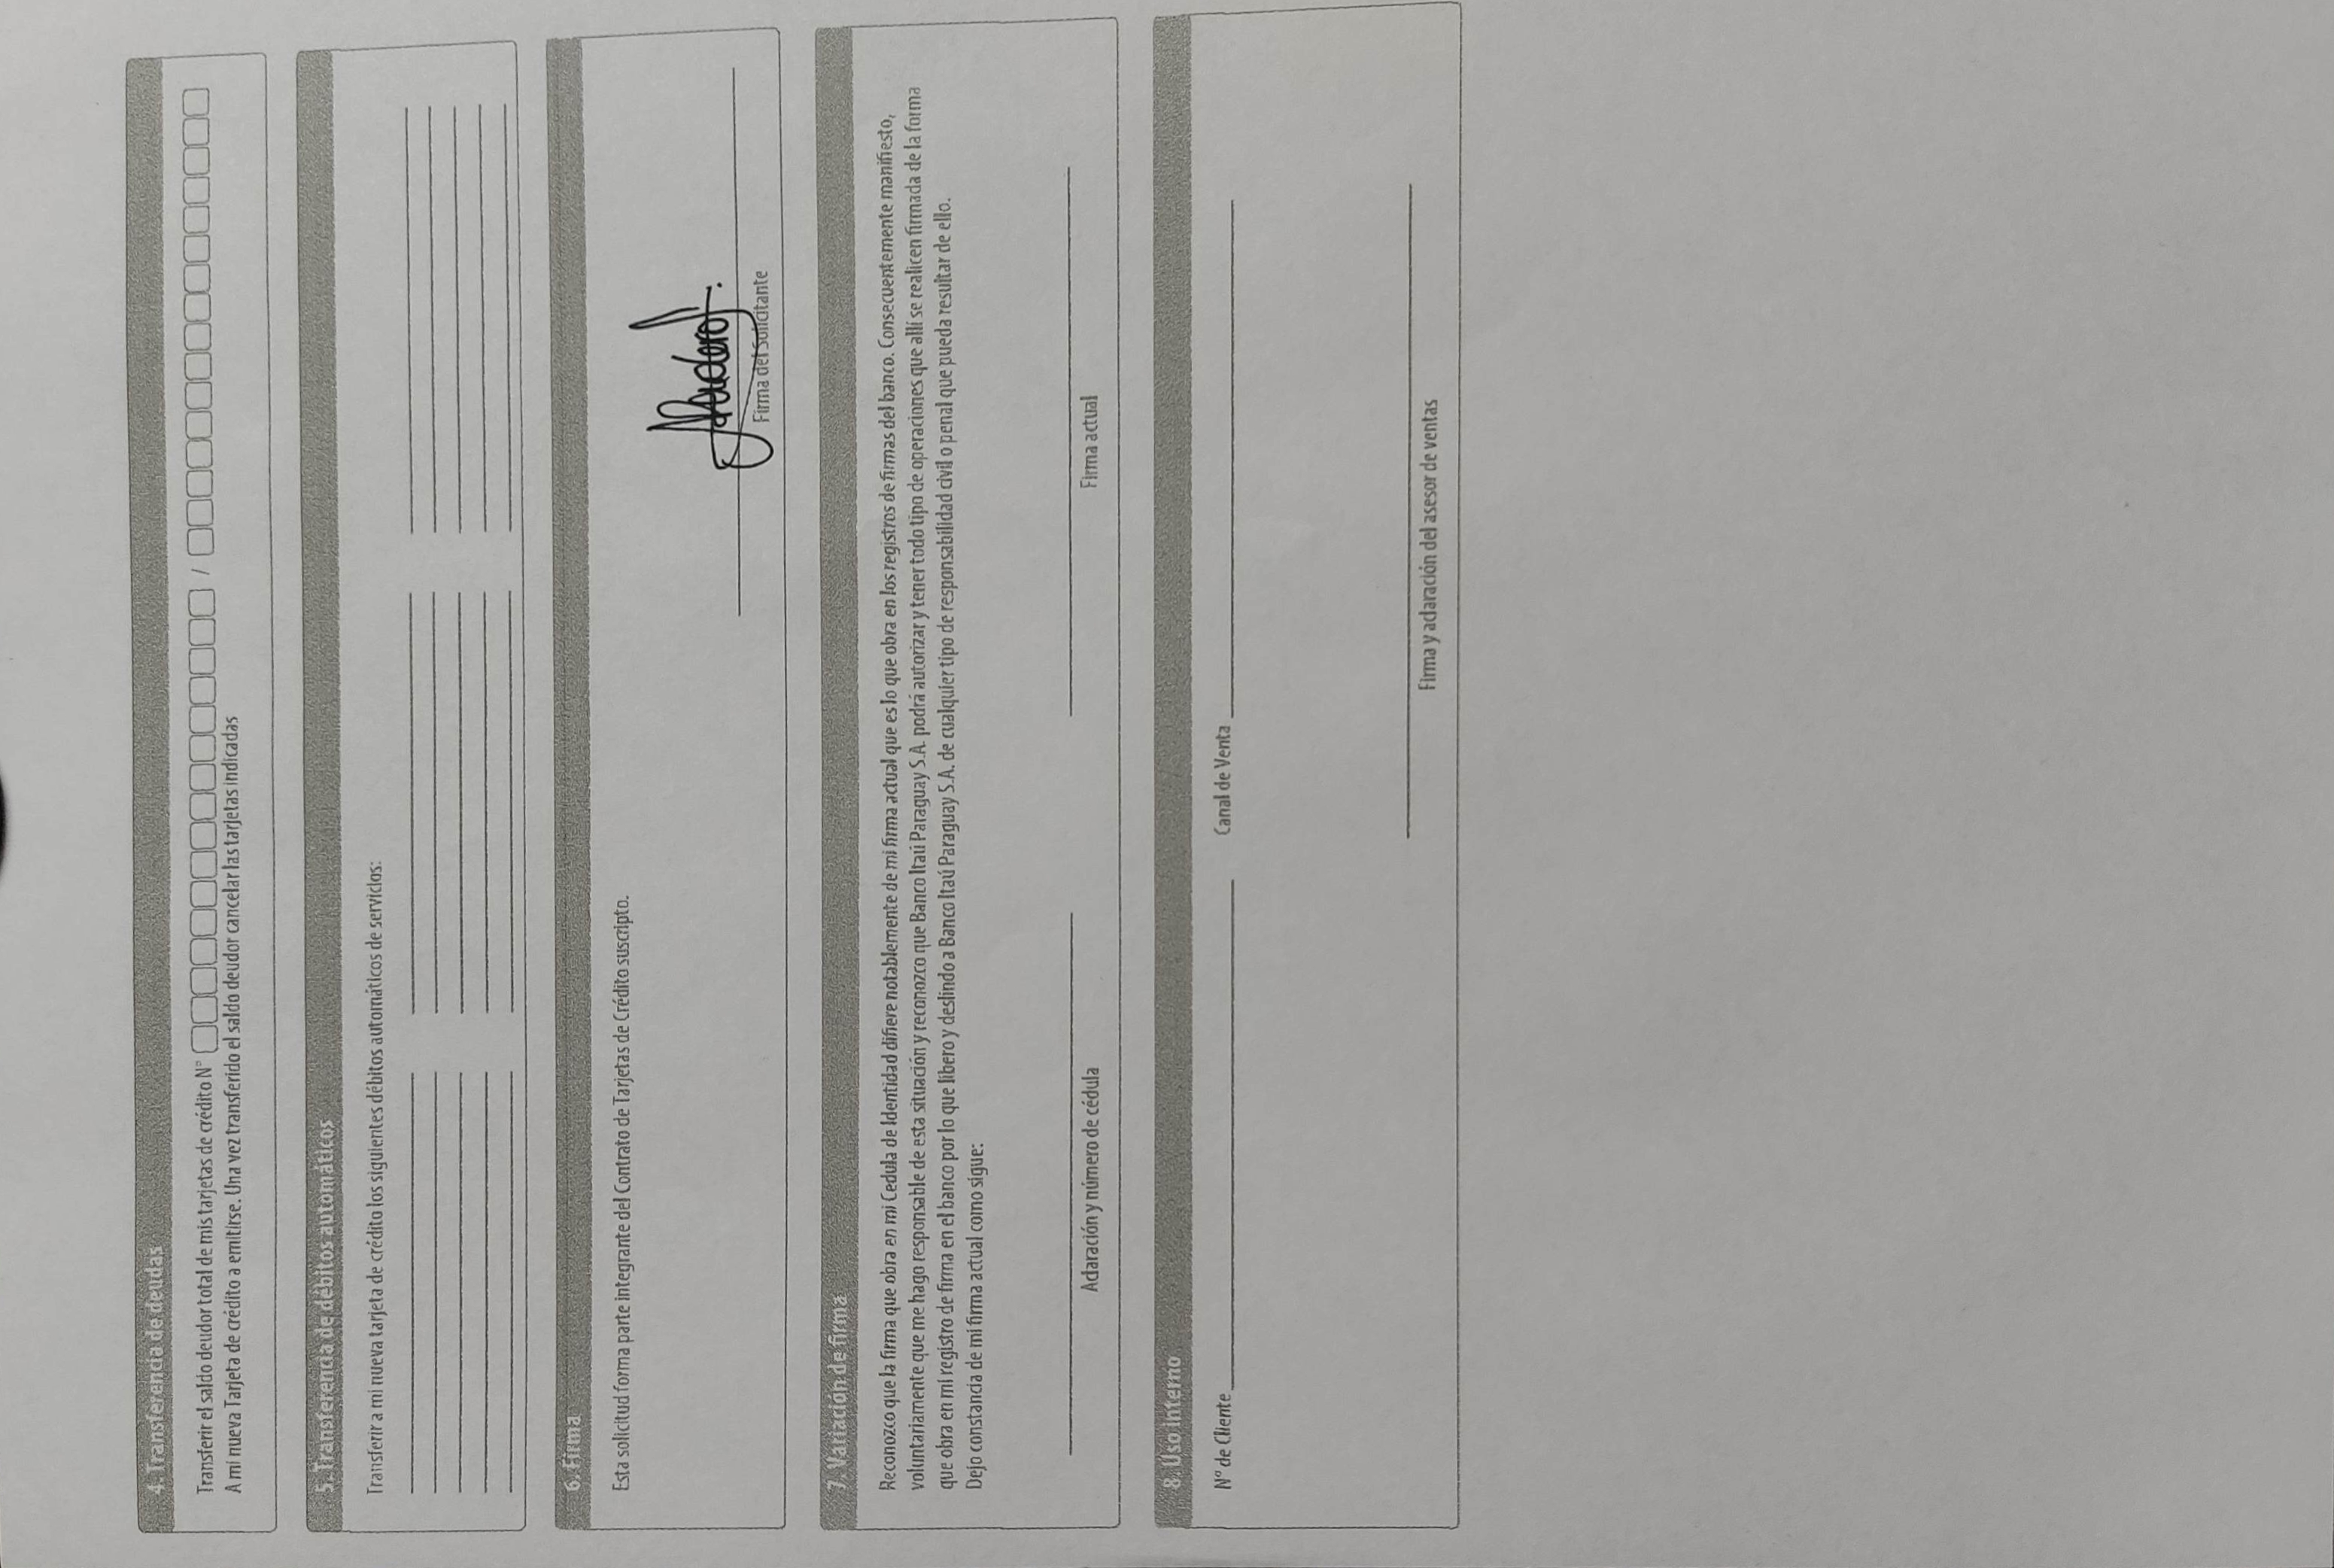 4. Transferencia de deudas
Transferir el saldo deudor total de mis tarjetas de crédito N° /
A mi nueva Tarjeta de crédito a emitirse. Una vez transferido el saldo deudor cancelar las tarjetas indicadas
5. Transferencia de débitos automáticos
Transferir a mi nueva tarjeta de crédito los siguientes débitos automáticos de servicios:
6. Firma
Esta solicitud forma parte integrante del Contrato de Tarjetas de Crédito suscripto.
Firma del Solicitante
7. Variación de firma
Reconozco que la firma que obra en mi Cedula de Identidad difiere notablemente de mi firma actual que es lo que obra en los registros de firmas del banco. Consecuentemente manifiesto,
voluntariamente que me hago responsable de esta situación y reconozco que Banco Itaú Paraguay S.A. podrá autorizar y tener todo tipo de operaciones que allí se realicen firmada de la forma
que obra en mi registro de firma en el banco por lo que libero y deslindo a Banco Itaú Paraguay S.A. de cualquier tipo de responsabilidad civil o penal que pueda resultar de ello.
Dejo constancia de mi firma actual como sigue:
Aclaración y número de cédula
Firma actual
8. Uso interno
N° de Cliente
Canal de Venta
Firma y aclaración del asesor de ventas